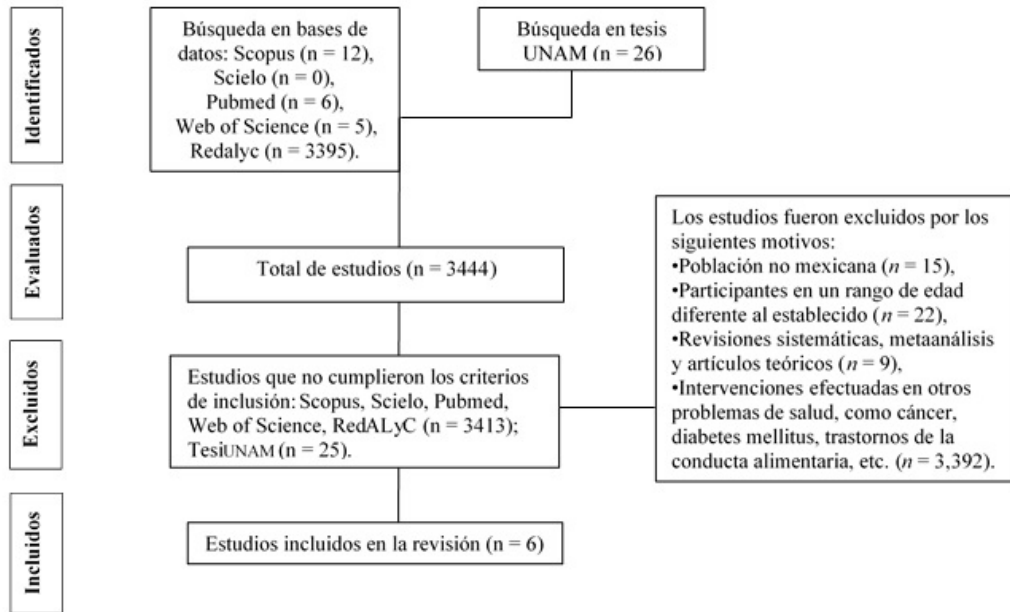 Identificados
Búsqueda en bases de
datos: Scopus (n = 12),
Scielo (n = 0),
Pubmed (n = 6),
Web of Science (n = 5),
Redalyc (n = 3395).
Búsqueda en tesis
UNAM (n = 26)
Evaluados
Total de estudios (n = 3444)
Los estudios fueron excluidos por los
siguientes motivos:
•Población no mexicana (n = 15),
•Participantes en un rango de edad
diferente al establecido (n = 22),
•Revisiones sistemáticas, metaanálisis
y artículos teóricos (n = 9),
•Intervenciones efectuadas en otros
problemas de salud, como cáncer,
diabetes mellitus, trastornos de la
conducta alimentaria, etc. (n = 3,392).
Excluidos
Estudios que no cumplieron los criterios
de inclusión: Scopus, Scielo, Pubmed,
Web of Science, RedALyC (n = 3413);
TesiUNAM (n = 25).
Incluidos
Estudios incluidos en la revisión (n = 6)